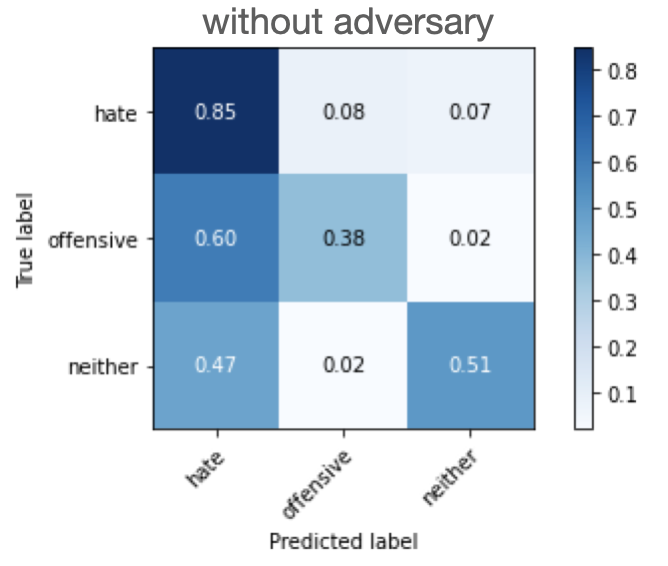 without adversary
hate 0.85 0.08 0.07
offensive 0.60 0.38 0.02
neither 0.47 0.02 0.51
True label
hate offensive neither
Predicted label
0.8
0.7
0.6
0.5
0.4
0.3
0.2
0.1